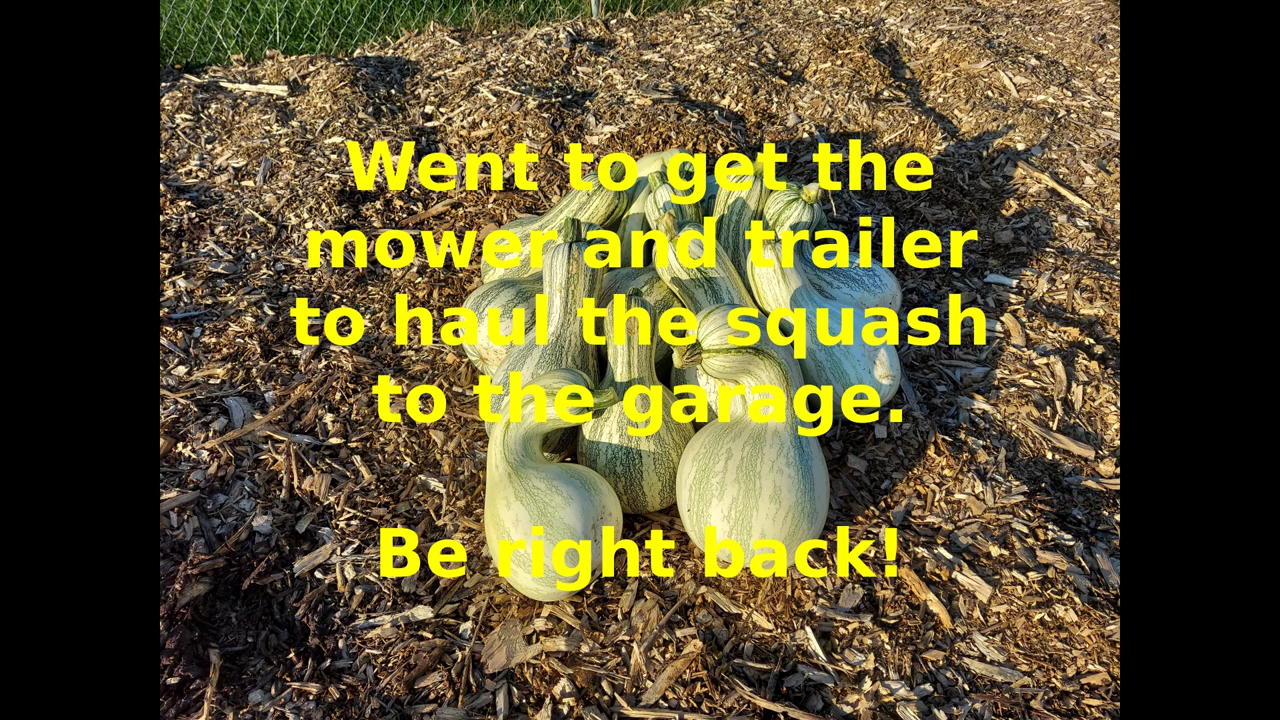 Went to get the
mower and trailer
to haul the squash
to the garage.
Be right back!